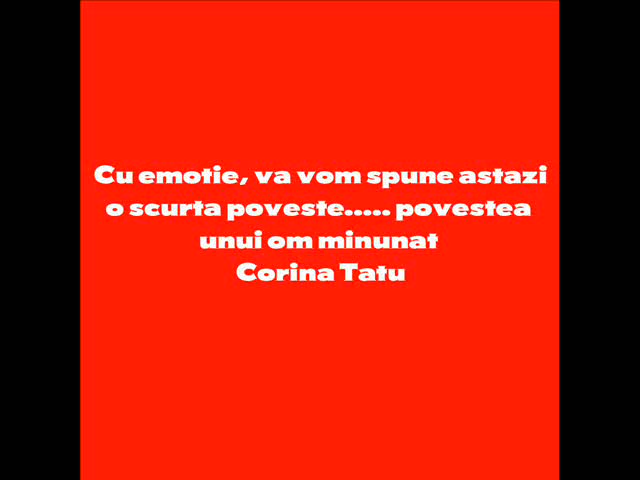 Cu emotie, va vom spune astazi
o scurta poveste..... povestea
unui om minunat
Corina Tatu